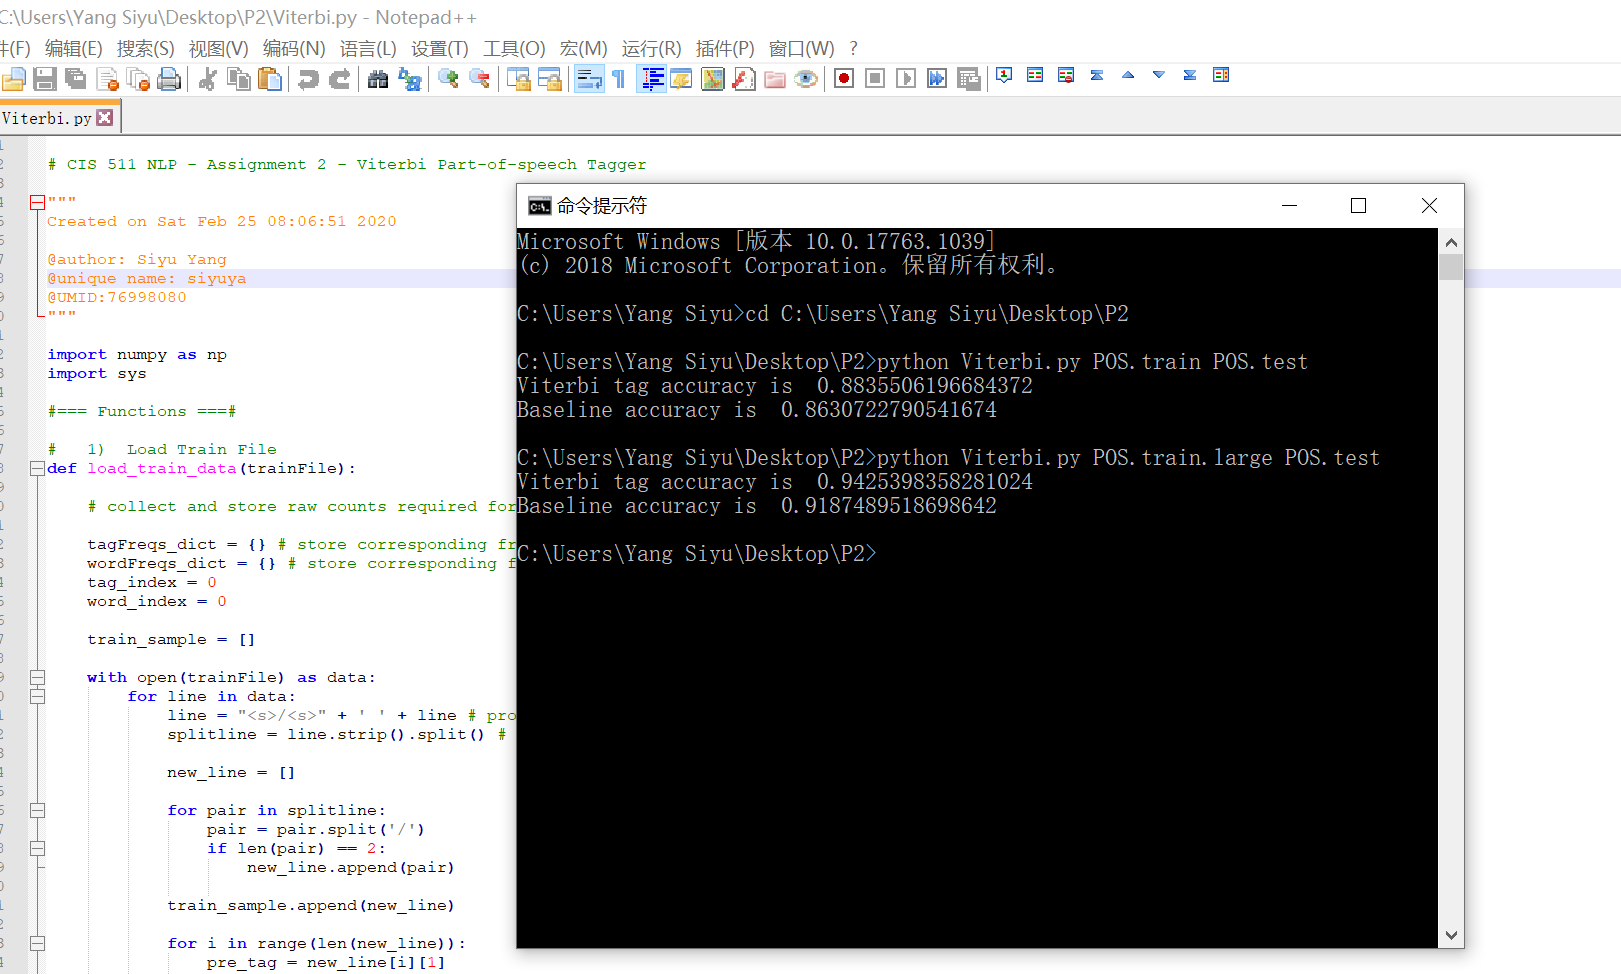 C:\Users\Yang Siyu\Desktop\P2\Viterbi.py - Notepad++
件(F) 编辑(E) 搜索(S) 视图(V) 编码(N) 语言(L) 设置(T) 工具(O) 宏(M) 运行(R) 插件(P) 窗口(W) ?
Viterbi.py
# CIS 511 NLP - Assignment 2 - Viterbi Part-of-speech Tagger
"""
Created on Sat Feb 25 08:06:51 2020
@author: Siyu Yang
@unique name: siyuya
@UMID:76998080
"""
import numpy as np
import sys
#=== Functions ===#
#   1)  Load Train File
def load_train_data(trainFile):
# collect and store raw counts required for
tagFreqs_dict = {} # store corresponding fr
wordFreqs_dict = {} # store corresponding f
tag_index = 0
word_index = 0
train_sample = []
with open(trainFile) as data:
for line in data:
line = "<s>/<s>" + ' ' + line # pro
splitline = line.strip().split() #
new_line = []
for pair in splitline:
pair = pair.split('/')
if len(pair) == 2:
new_line.append(pair)
train_sample.append(new_line)
for i in range(len(new_line)):
pre_tag = new_line[i][1]
命令提示符
Microsoft Windows [版本 10.0.17763.1039]
(c) 2018 Microsoft Corporation。保留所有权利。
C:\Users\Yang Siyu>cd C:\Users\Yang Siyu\Desktop\P2
C:\Users\Yang Siyu\Desktop\P2>python Viterbi.py POS.train POS.test
Viterbi tag accuracy is  0.8835506196684372
Baseline accuracy is  0.8630722790541674
C:\Users\Yang Siyu\Desktop\P2>python Viterbi.py POS.train.large POS.test
Viterbi tag accuracy is  0.9425398358281024
Baseline accuracy is  0.9187489518698642
C:\Users\Yang Siyu\Desktop\P2>